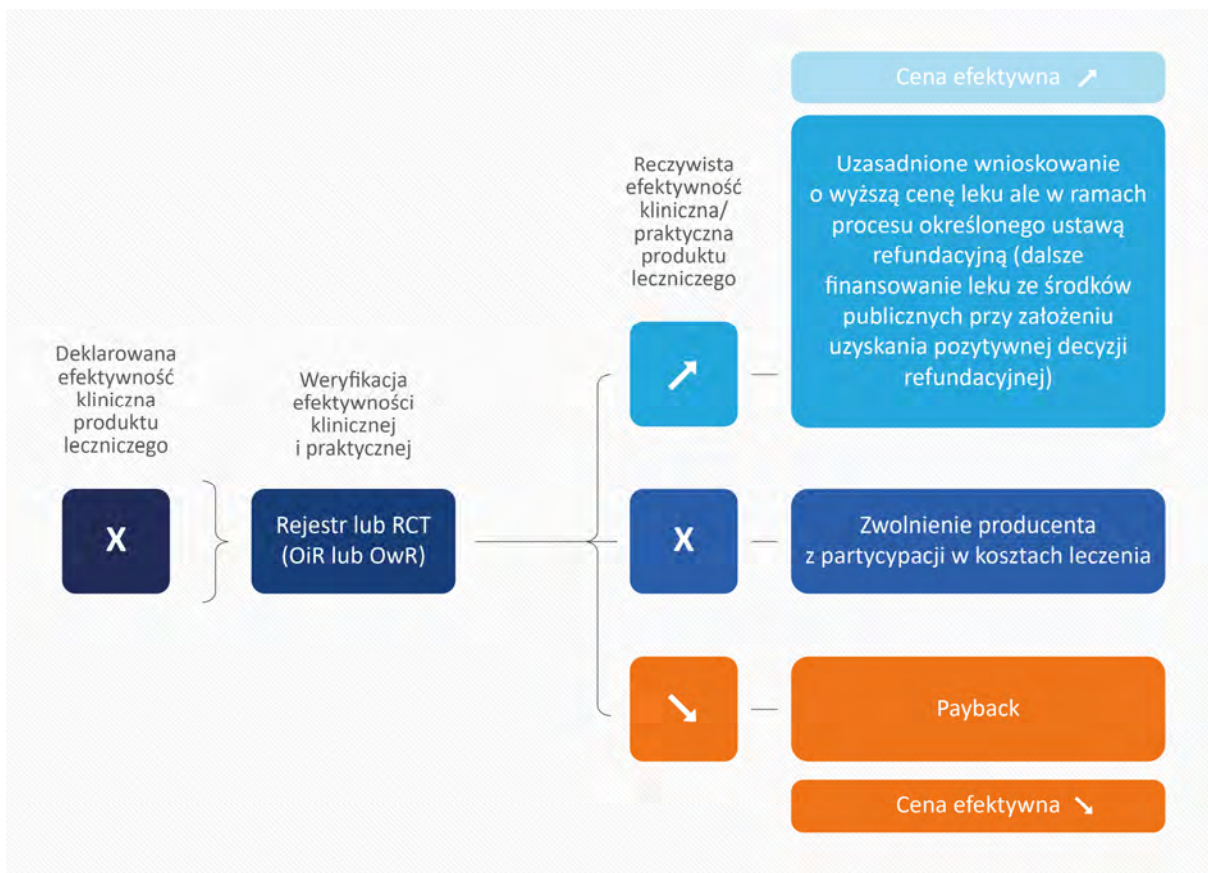 Deklarowana
efektywność
kliniczna
produktu
leczniczego
X
Weryfikacja
efektywności
klinicznej
i praktycznej
Rejestr lub RCT
(OiR lub OwR)
Reczywista
efektywność
kliniczna/
praktyczna
produktu
leczniczego
Cena efektywna ➚
Uzasadnione wnioskowanie
o wyższą cenę leku ale w ramach
procesu określonego ustawą
refundacyjną (dalsze
finansowanie leku ze środków
publicznych przy założeniu
uzyskania pozytywnej decyzji
refundacyjnej)
X
Zwolnienie producenta
z partycypacji w kosztach leczenia
Payback
Cena efektywna ➘